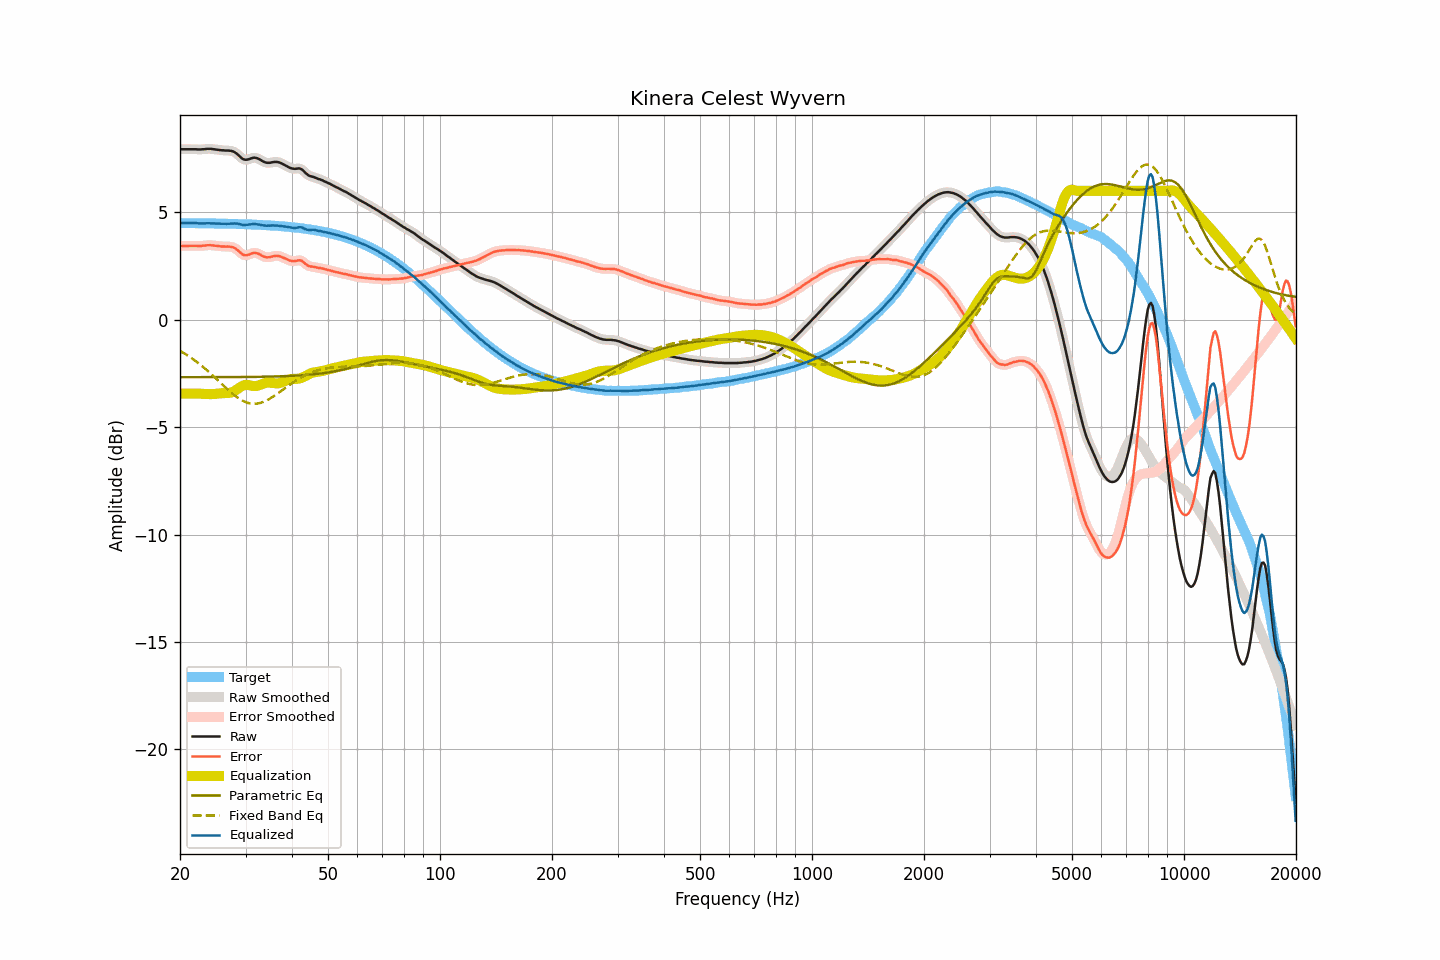 Kinera Celest Wyvern
Amplitude (dBr)
5
0
−5
−10
−15
−20
Target
Raw Smoothed
Error Smoothed
Raw
Error
Equalization
Parametric Eq
Fixed Band Eq
Equalized
20 50 100 200 500 1000 2000 5000 10000 20000
Frequency (Hz)